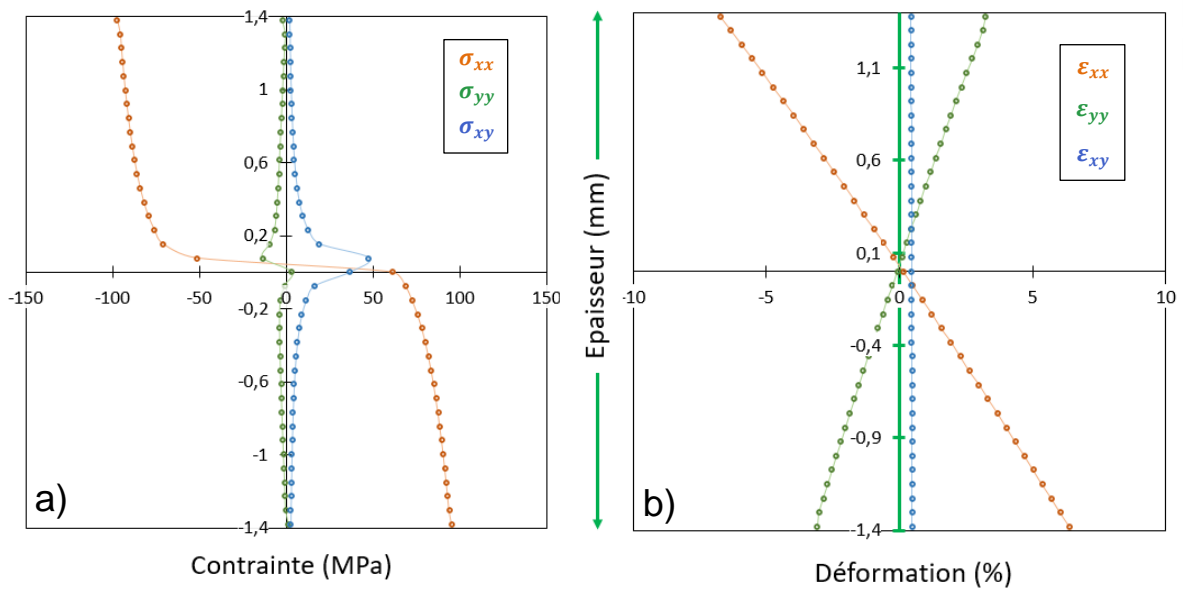 1,4
1
0,6
0,2
-150
-100
-50
0
50
100
150
-0,2
-0,6
-1
-1,4
σxx
σyy
σxy
a)
Contrainte (MPa)
Epaisseur (mm)
1,1
0,6
0,1
-10
-5
0
5
10
-0,4
-0,9
-1,4
εxx
εyy
εxy
b)
Déformation (%)